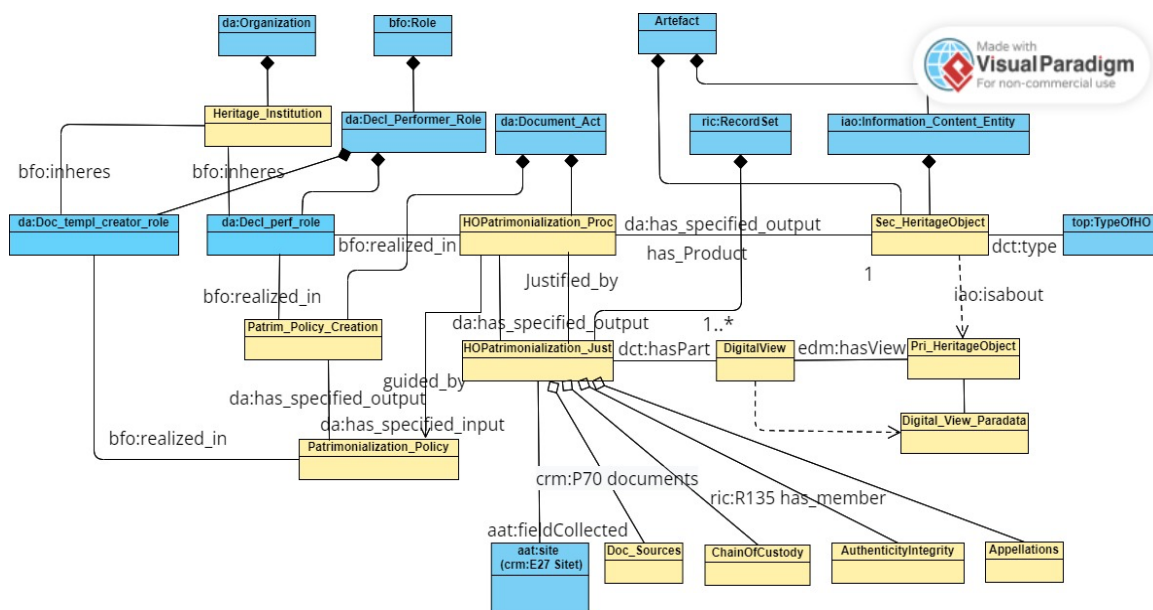 da:Organization
bfo:Role
Artefact
Made with
VisualParadigm
For non-commercial use
Heritage_Institution
da:Decl_Performer_Role
da:Document_Act
ric:RecordSet
iao:Information_Content_Entity
bfo:inheres
bfo:inheres
da:Doc_templ_creator_role
da:Decl_perf_role
HOPatrimonialization_Proc
da:has_specified_output
Sec_HeritageObject
top:TypeOfHO
bfo:realized_in
has_Product
dct:type
Justified_by
1
bfo:realized_in
iao:isabout
Patrim_Policy_Creation
da:has_specified_output
1..*
HOPatrimonialization_Just
dct:hasPart
DigitalView
edm:hasView
Pri_HeritageObject
guided_by
da:has_specified_output
da:has_specified_input
Digital_View_Paradata
bfo:realized_in
Patrimonialization_Policy
crm:P70 documents
ric:R135 has_member
aat:fieldCollected
aat:site
(crm:E27 Sitet)
Doc_Sources
ChainOfCustody
AuthenticityIntegrity
Appellations